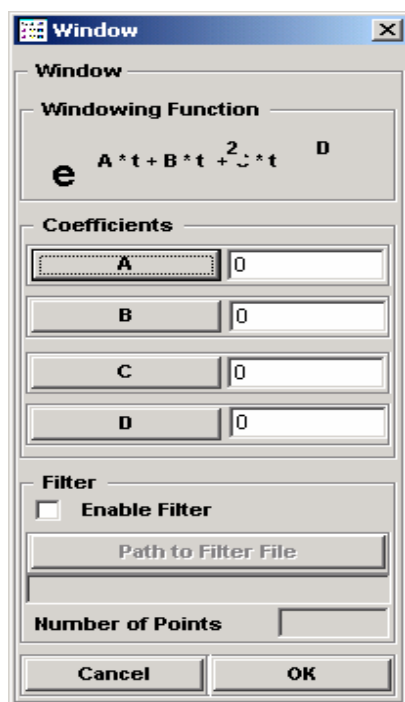 Window
Window
Windowing Function
e A * t + B * t 2 + C * t D
Coefficients
A 0
B 0
C 0
D 0
Filter
Enable Filter
Path to Filter File
Number of Points
Cancel OK